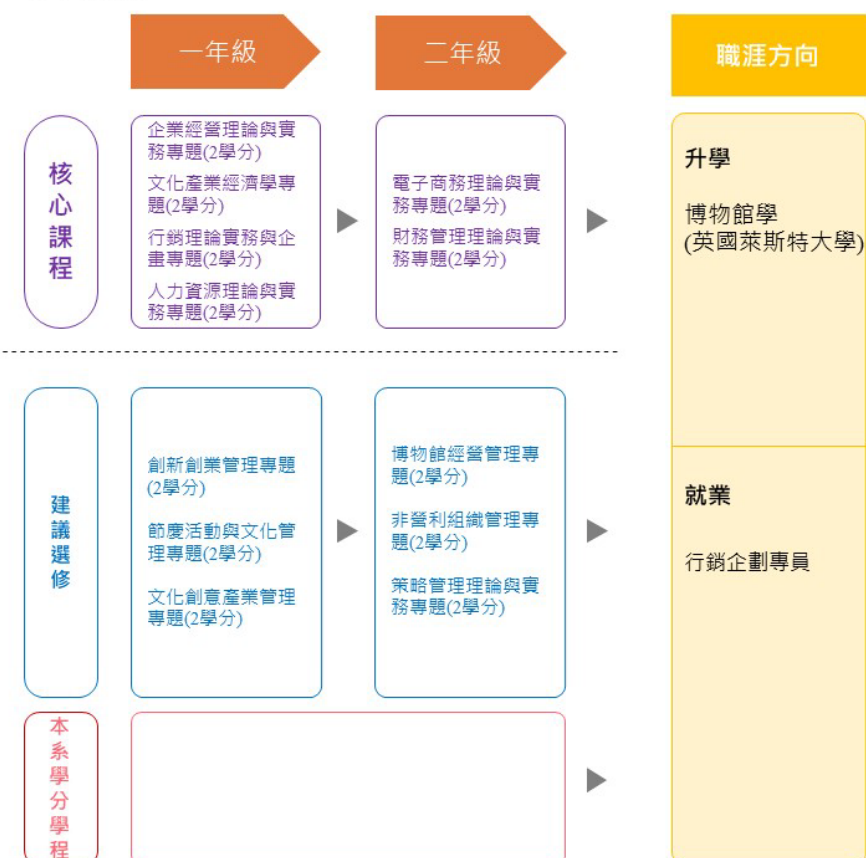 一年級
二年級
職涯方向
核心課程
企業經營理論與實
務專題(2學分)
文化產業經濟學專
題(2學分)
行銷理論實務與企
畫專題(2學分)
人力資源理論與實
務專題(2學分)
電子商務理論與實
務專題(2學分)
財務管理理論與實
務專題(2學分)
升學
博物館學
(英國萊斯特大學)
建議選修
創新創業管理專題
(2學分)
節慶活動與文化管
理專題(2學分)
文化創意產業管理
專題(2學分)
博物館經營管理專
題(2學分)
非營利組織管理專
題(2學分)
策略管理理論與實
務專題(2學分)
就業
行銷企劃專員
本系學分學程